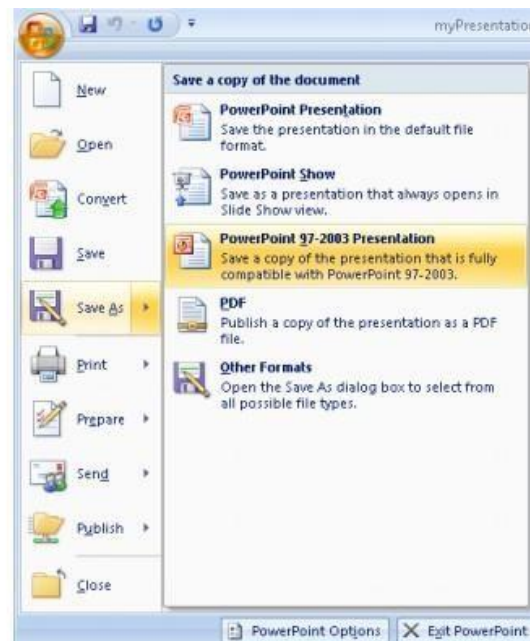 myPresentation
New
Open
Convert
Save
Save As
Print
Prepare
Send
Publish
Close
Save a copy of the document
PowerPoint Presentation
Save the presentation in the default file
format.
PowerPoint Show
Save as a presentation that always opens in
Slide Show view.
PowerPoint 97-2003 Presentation
Save a copy of the presentation that is fully
compatible with PowerPoint 97-2003.
PDF
Publish a copy of the presentation as a PDF
file.
Other Formats
Open the Save As dialog box to select from
all possible file types.
PowerPoint Options
Exit PowerPoint